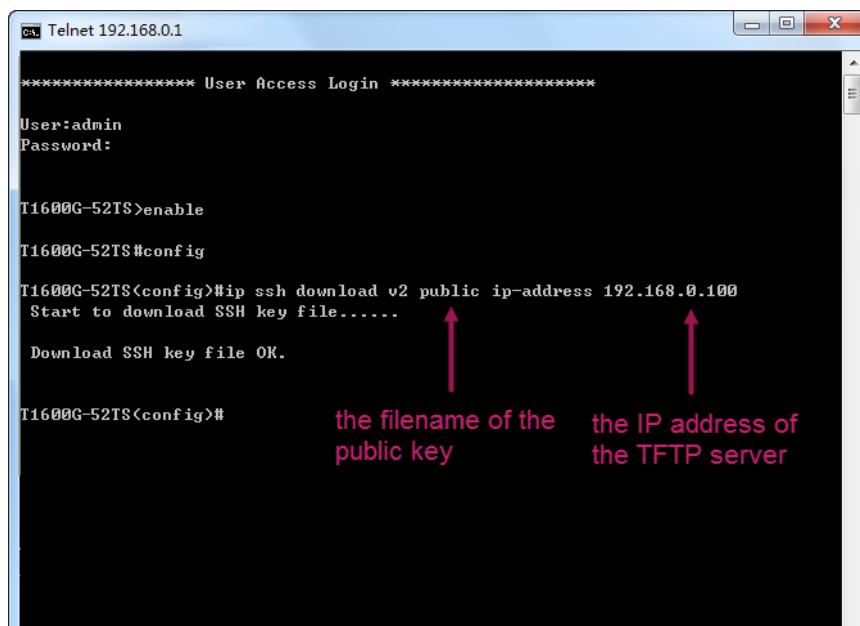 C:\. Telnet 192.168.0.1
***************** User Access Login ********************
User:admin
Password:
T1600G-52TS>enable
T1600G-52TS#config
T1600G-52TS(config)#ip ssh download v2 public ip-address 192.168.0.100
Start to download SSH key file......
Download SSH key file OK.
T1600G-52TS(config)#
the filename of the
public key
the IP address of
the TFTP server